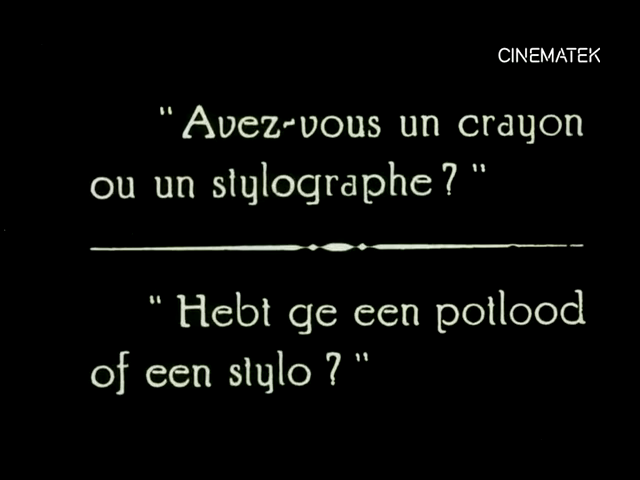 CINEMATEK
" Avez-vous un crayon
ou un stylographe ? "
" Hebt ge een potlood
of een stylo ? "